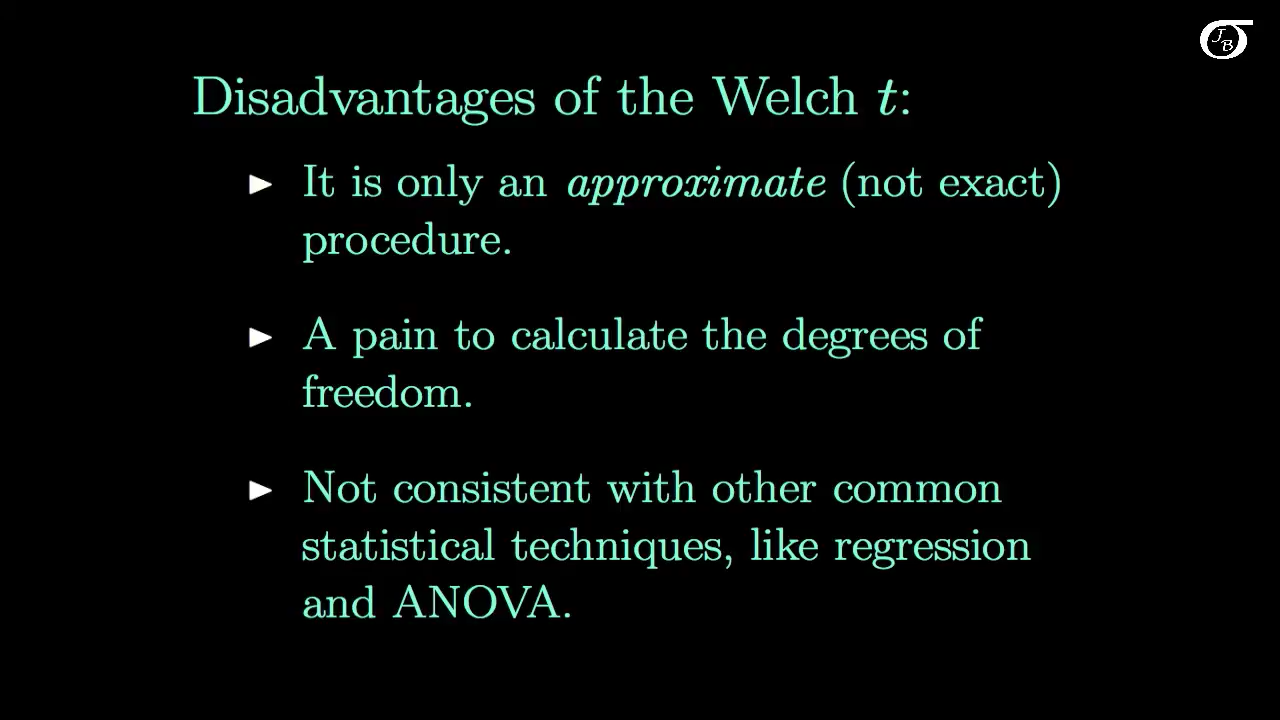 JB
Disadvantages of the Welch t:
► It is only an approximate (not exact)
procedure.
► A pain to calculate the degrees of
freedom.
► Not consistent with other common
statistical techniques, like regression
and ANOVA.